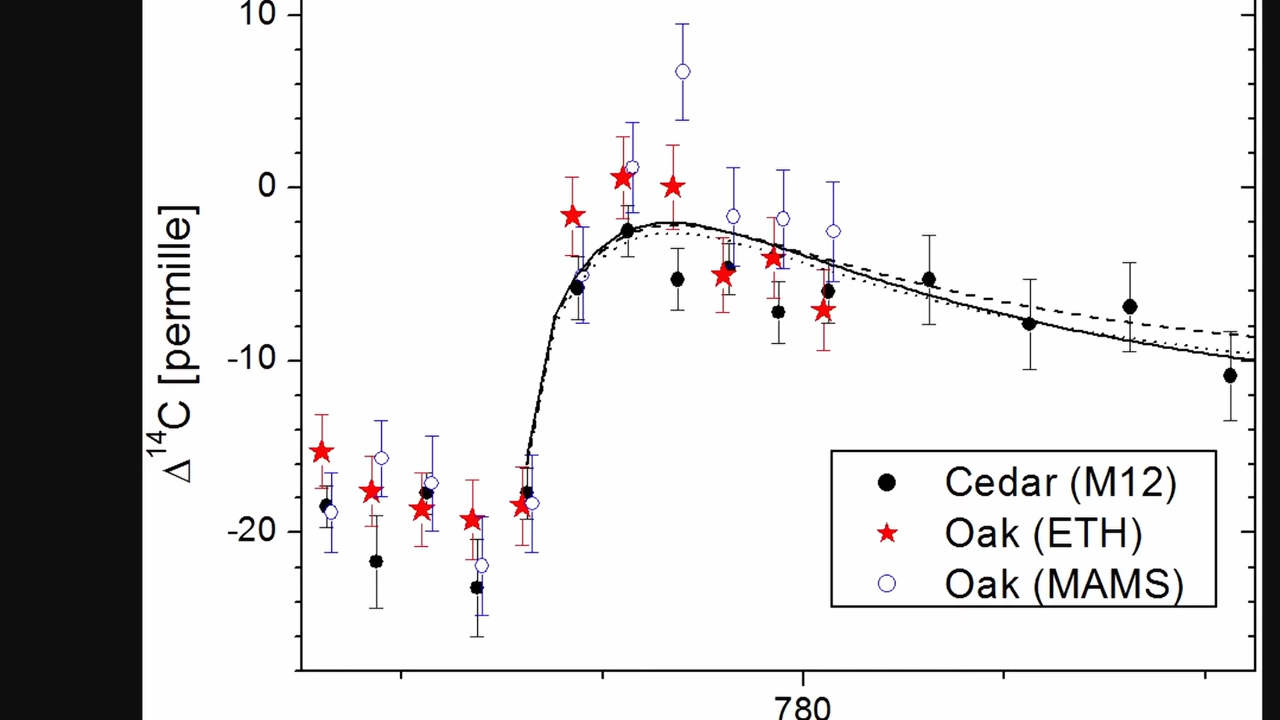 10
0
-10
-20
Δ14C [permille]
780
Cedar (M12)
Oak (ETH)
Oak (MAMS)